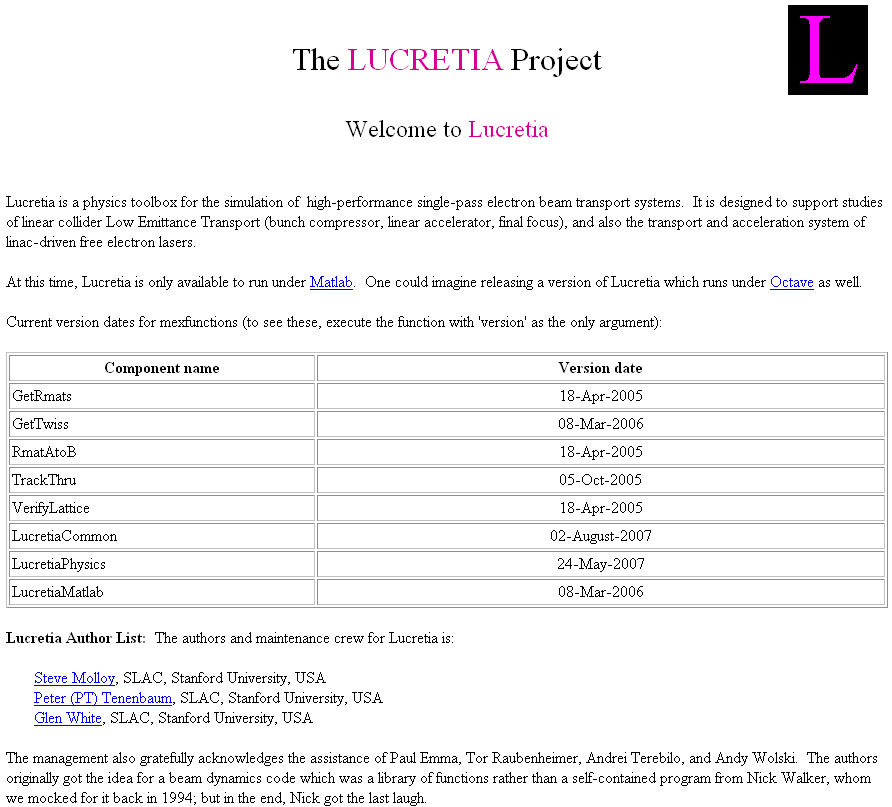 L
The LUCRETIA Project
Welcome to Lucretia
Lucretia is a physics toolbox for the simulation of  high-performance single-pass electron beam transport systems.  It is designed to support studies
of linear collider Low Emittance Transport (bunch compressor, linear accelerator, final focus), and also the transport and acceleration system of
linac-driven free electron lasers.
At this time, Lucretia is only available to run under Matlab.  One could imagine releasing a version of Lucretia which runs under Octave as well.
Current version dates for mexfunctions (to see these, execute the function with 'version' as the only argument):
Component name Version date
GetRmats 18-Apr-2005
GetTwiss 08-Mar-2006
RmatAtoB 18-Apr-2005
TrackThru 05-Oct-2005
VerifyLattice 18-Apr-2005
LucretiaCommon 02-August-2007
LucretiaPhysics 24-May-2007
LucretiaMatlab 08-Mar-2006
Lucretia Author List:  The authors and maintenance crew for Lucretia is:
Steve Molloy, SLAC, Stanford University, USA
Peter (PT) Tenenbaum, SLAC, Stanford University, USA
Glen White, SLAC, Stanford University, USA
The management also gratefully acknowledges the assistance of Paul Emma, Tor Raubenheimer, Andrei Terebilo, and Andy Wolski.  The authors
originally got the idea for a beam dynamics code which was a library of functions rather than a self-contained program from Nick Walker, whom
we mocked for it back in 1994; but in the end, Nick got the last laugh.